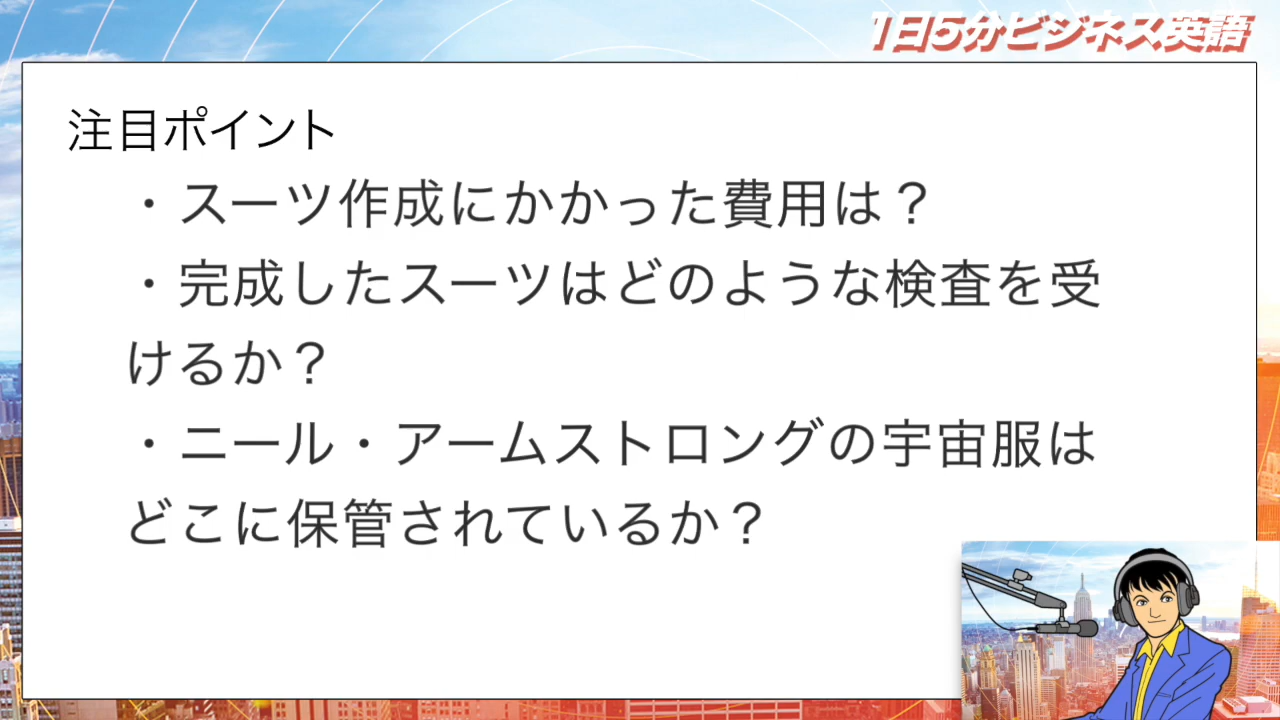 1日5分ビジネス英語
注目ポイント
・スーツ作成にかかった費用は？
・完成したスーツはどのような検査を受
けるか？
・ニール・アームストロングの宇宙服は
どこに保管されているか？